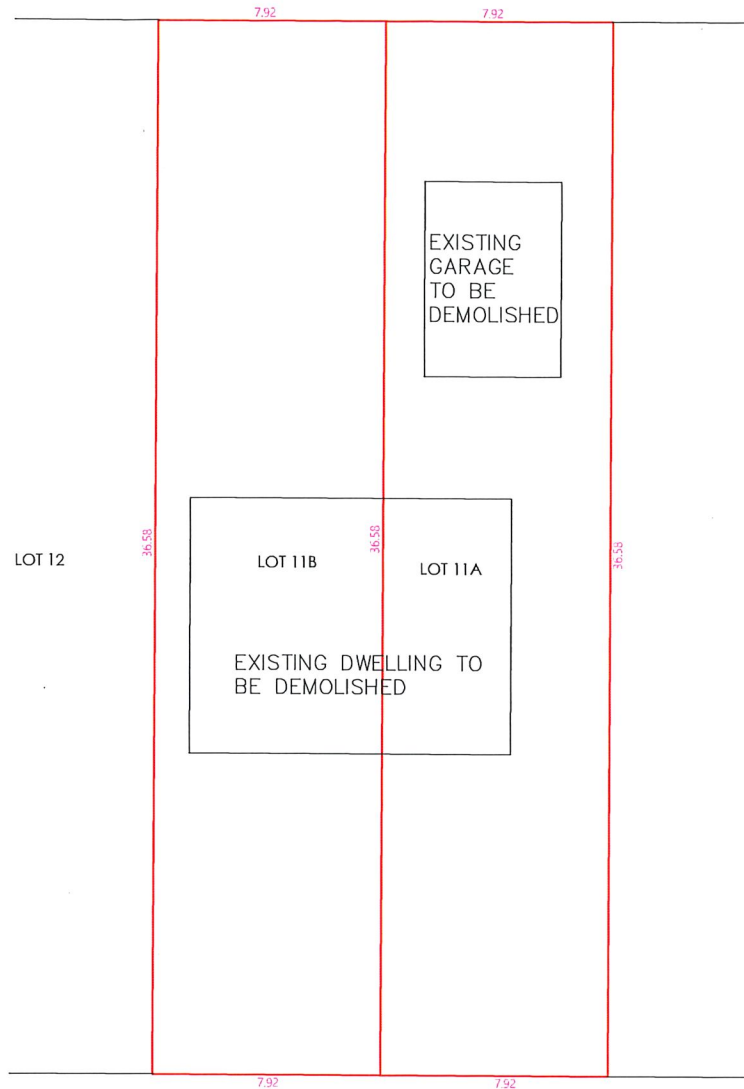 7.92
7.92
EXISTING
GARAGE
TO BE
DEMOLISHED
36.58
36.58
36.58
LOT 12
LOT 11B
LOT 11A
EXISTING DWELLING TO
BE DEMOLISHED
7.92
7.92